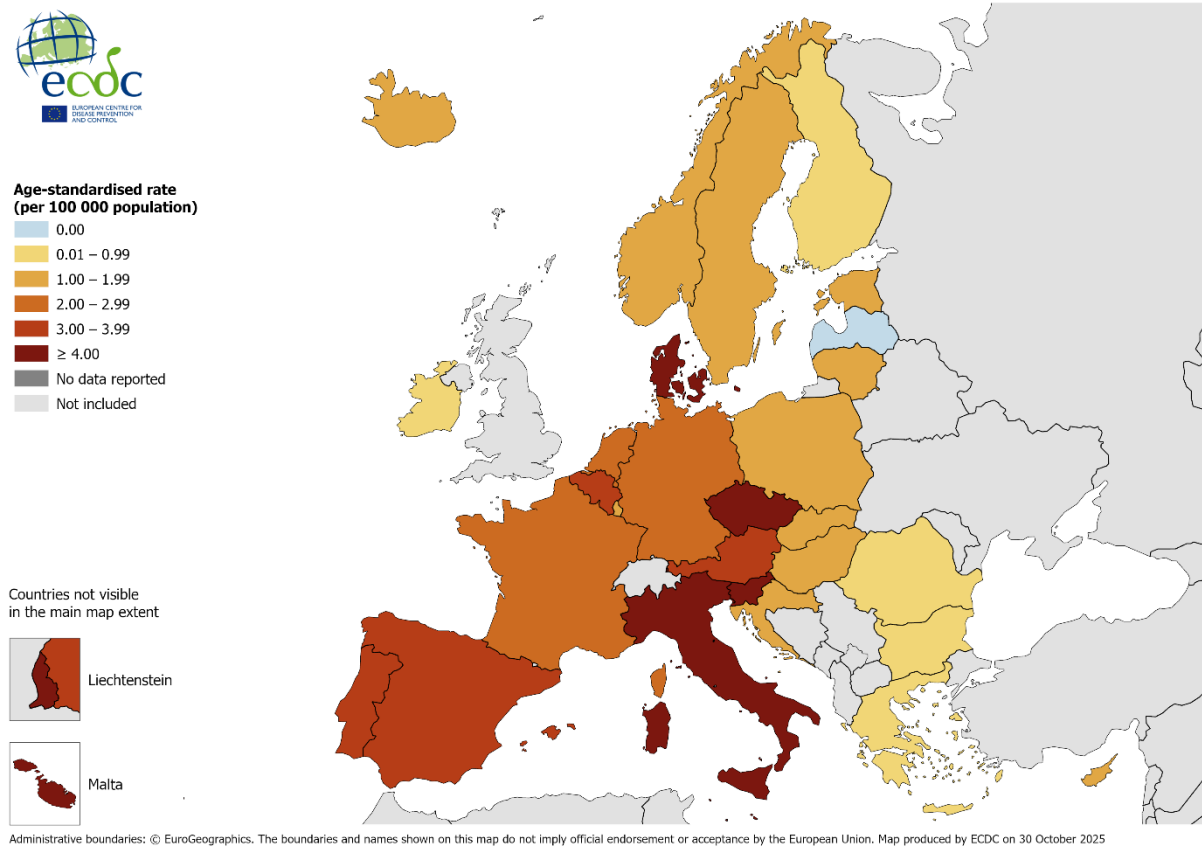 ecdc
EUROPEAN CENTRE FOR
DISEASE PREVENTION
AND CONTROL
Age-standardised rate
(per 100 000 population)
0.00
0.01 – 0.99
1.00 – 1.99
2.00 – 2.99
3.00 – 3.99
≥ 4.00
No data reported
Not included
Countries not visible
in the main map extent
Liechtenstein
Malta
Administrative boundaries: © EuroGeographics. The boundaries and names shown on this map do not imply official endorsement or acceptance by the European Union. Map produced by ECDC on 30 October 2025